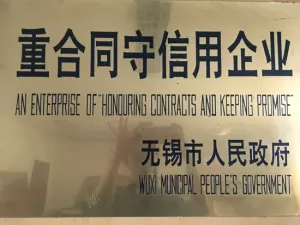 重合同守信用企业
AN ENTERPRISE OF "HONOURING CONTRACTS AND KEEPING PROMISE"
无锡市人民政府
WUXI MUNICIPAL PEOPLE'S GOVERNMENT